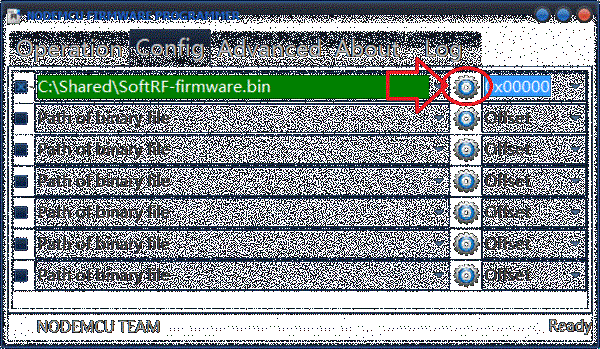 NODEMCU FIRMWARE PROGRAMMER
Operation Config Advanced About Log
C:\Shared\SoftRF-firmware.bin 0x00000
Path of binary file Offset
Path of binary file Offset
Path of binary file Offset
Path of binary file Offset
Path of binary file Offset
Path of binary file Offset
NODEMCU TEAM Ready